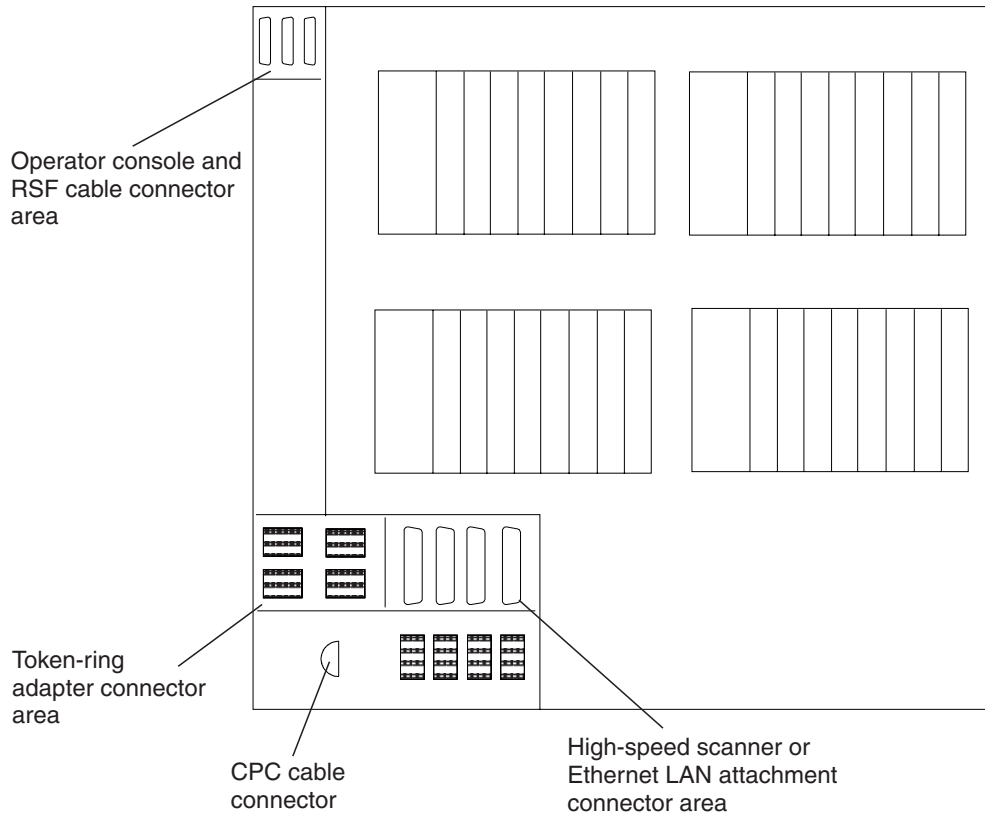 Operator console and
RSF cable connector
area
Token-ring
adapter connector
area
CPC cable
connector
High-speed scanner or
Ethernet LAN attachment
connector area